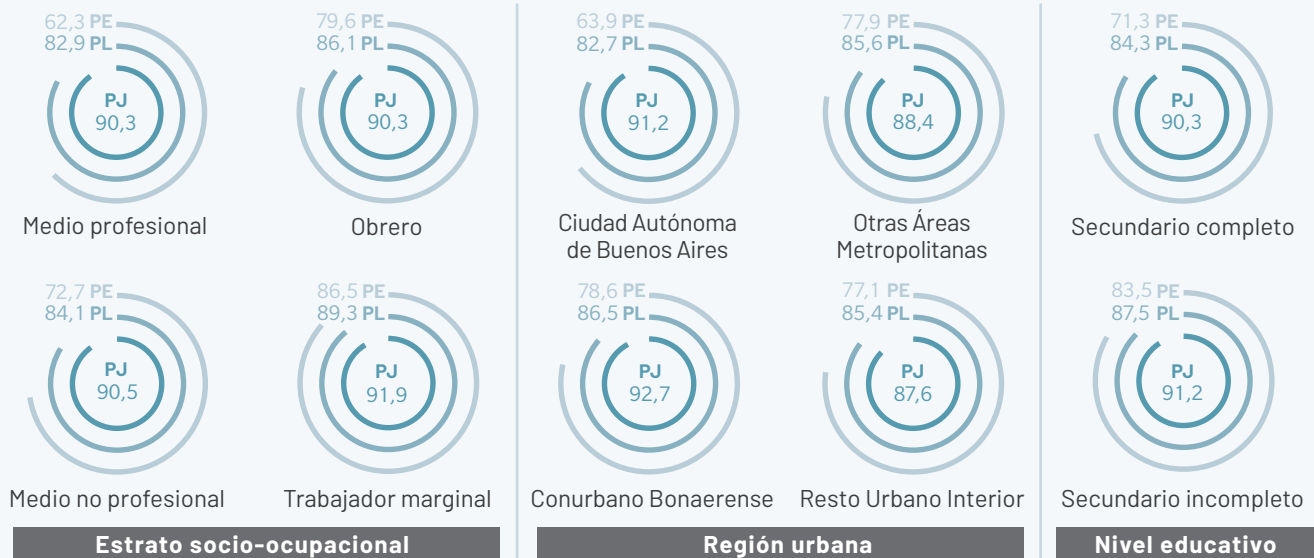 62,3 PE
82,9 PL
PJ
90,3
Medio profesional
79,6 PE
86,1 PL
PJ
90,3
Obrero
63,9 PE
82,7 PL
PJ
91,2
Ciudad Autónoma
de Buenos Aires
77,9 PE
85,6 PL
PJ
88,4
Otras Áreas
Metropolitanas
71,3 PE
84,3 PL
PJ
90,3
Secundario completo
72,7 PE
84,1 PL
PJ
90,5
Medio no profesional
86,5 PE
89,3 PL
PJ
91,9
Trabajador marginal
78,6 PE
86,5 PL
PJ
92,7
Conurbano Bonaerense
77,1 PE
85,4 PL
PJ
87,6
Resto Urbano Interior
83,5 PE
87,5 PL
PJ
91,2
Secundario incompleto
Estrato socio-ocupacional
Región urbana
Nivel educativo